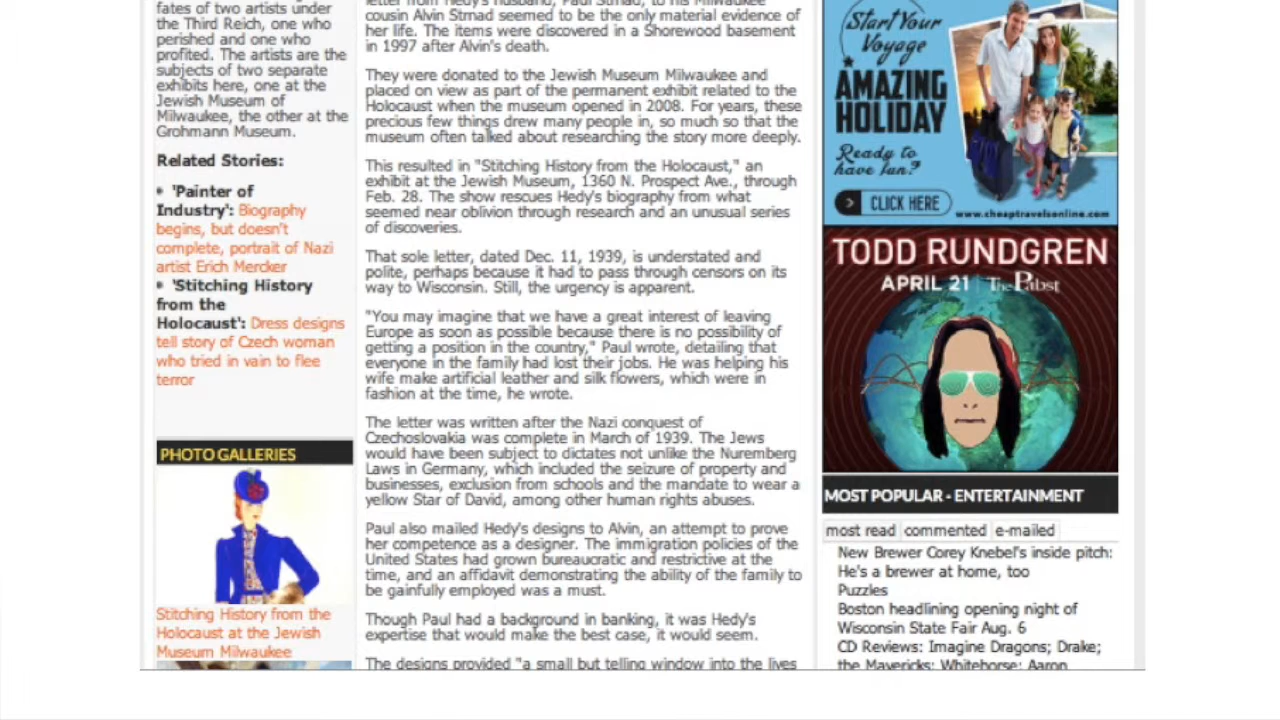 fates of two artists under
the Third Reich, one who
perished and one who
profited. The artists are the
subjects of two separate
exhibits here, one at the
Jewish Museum of
Milwaukee, the other at the
Grohmann Museum.
Related Stories:
'Painter of
Industry': Biography
begins, but doesn't
complete, portrait of Nazi
artist Erich Mercker
'Stitching History
from the
Holocaust': Dress designs
tell story of Czech woman
who tried in vain to flee
terror
PHOTO GALLERIES
Stitching History from the
Holocaust at the Jewish
Museum Milwaukee
letter from Hedy's husband, Paul Strnad, to his Milwaukee
cousin Alvin Strnad seemed to be the only material evidence of
her life. The items were discovered in a Shorewood basement
in 1997 after Alvin's death.
They were donated to the Jewish Museum Milwaukee and
placed on view as part of the permanent exhibit related to the
Holocaust when the museum opened in 2008. For years, these
precious few things drew many people in, so much so that the
museum often talked about researching the story more deeply.
This resulted in "Stitching History from the Holocaust," an
exhibit at the Jewish Museum, 1360 N. Prospect Ave., through
Feb. 28. The show rescues Hedy's biography from what
seemed near oblivion through research and an unusual series
of discoveries.
That sole letter, dated Dec. 11, 1939, is understated and
polite, perhaps because it had to pass through censors on its
way to Wisconsin. Still, the urgency is apparent.
"You may imagine that we have a great interest of leaving
Europe as soon as possible because there is no possibility of
getting a position in the country," Paul wrote, detailing that
everyone in the family had lost their jobs. He was helping his
wife make artificial leather and silk flowers, which were in
fashion at the time, he wrote.
The letter was written after the Nazi conquest of
Czechoslovakia was complete in March of 1939. The Jews
would have been subject to dictates not unlike the Nuremberg
Laws in Germany, which included the seizure of property and
businesses, exclusion from schools and the mandate to wear a
yellow Star of David, among other human rights abuses.
Paul also mailed Hedy's designs to Alvin, an attempt to prove
her competence as a designer. The immigration policies of the
United States had grown bureaucratic and restrictive at the
time, and an affidavit demonstrating the ability of the family to
be gainfully employed was a must.
Though Paul had a background in banking, it was Hedy's
expertise that would make the best case, it would seem.
The designs provided "a small but telling window into the lives
Start Your
Voyage
AMAZING
HOLIDAY
Ready to
have fun?
CLICK HERE
www.cheaptravelsonline.com
TODD RUNDGREN
APRIL 21 | The Pabst
MOST POPULAR - ENTERTAINMENT
most read commented e-mailed
New Brewer Corey Knebel's inside pitch:
He's a brewer at home, too
Puzzles
Boston headlining opening night of
Wisconsin State Fair Aug. 6
CD Reviews: Imagine Dragons; Drake;
the Mavericks; Whitehorse; Aaron